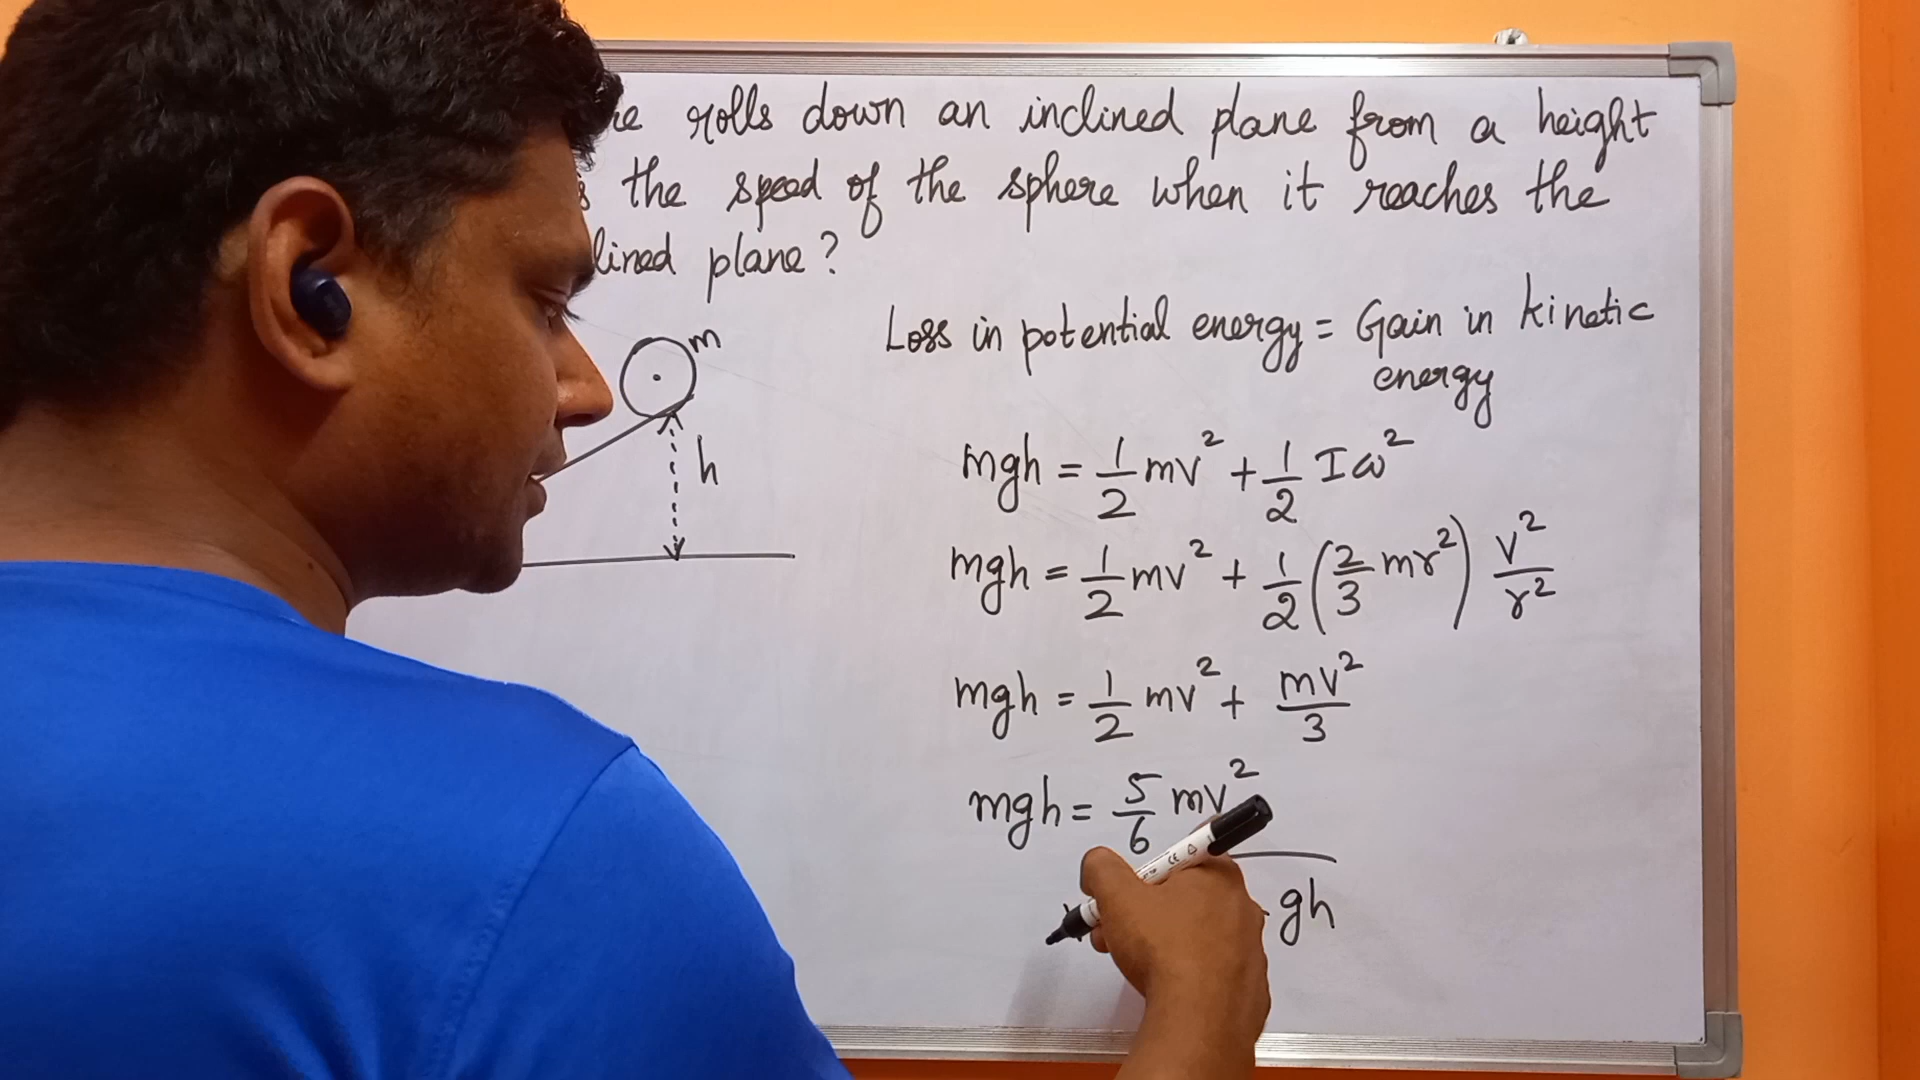 rolls down an inclined plane from a height
the speed of the sphere when it reaches the
plane?
m
h
Loss in potential energy = Gain in kinetic
energy
mgh = 1/2 mv² + 1/2 Iω²
mgh = 1/2 mv² + 1/2 (2/3 mr²) v²/r²
mgh = 1/2 mv² + mv²/3
mgh = 5/6 mv²
gh